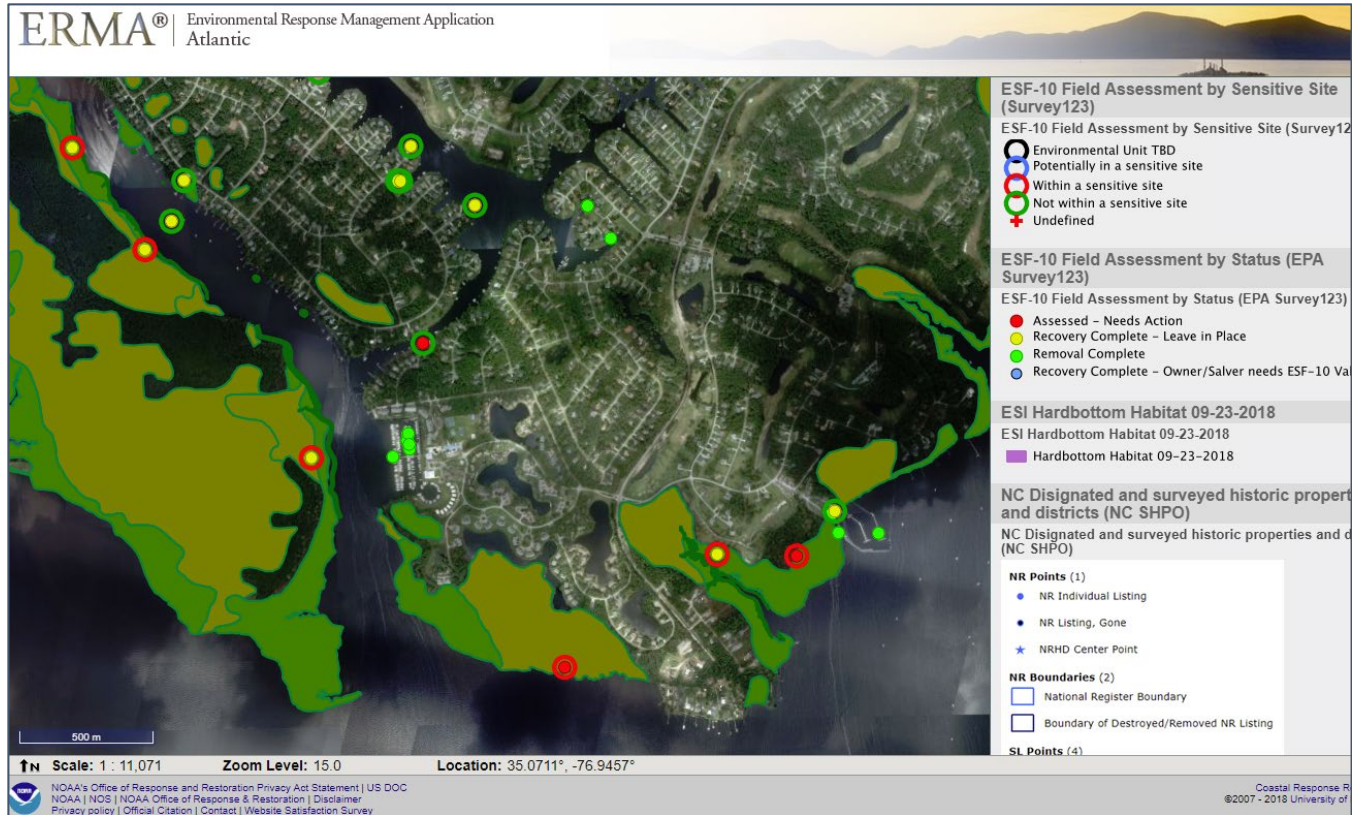 ERMA® Environmental Response Management Application
Atlantic
ESF-10 Field Assessment by Sensitive Site
(Survey123)
ESF-10 Field Assessment by Sensitive Site (Survey12
Environmental Unit TBD
Potentially in a sensitive site
Within a sensitive site
Not within a sensitive site
Undefined
ESF-10 Field Assessment by Status (EPA
Survey123)
ESF-10 Field Assessment by Status (EPA Survey123)
Assessed - Needs Action
Recovery Complete - Leave in Place
Removal Complete
Recovery Complete - Owner/Salver needs ESF-10 Val
ESI Hardbottom Habitat 09-23-2018
ESI Hardbottom Habitat 09-23-2018
Hardbottom Habitat 09-23-2018
NC Disignated and surveyed historic propert
and districts (NC SHPO)
NC Disignated and surveyed historic properties and d
(NC SHPO)
NR Points (1)
NR Individual Listing
NR Listing, Gone
NRHD Center Point
NR Boundaries (2)
National Register Boundary
Boundary of Destroyed/Removed NR Listing
SL Points (4)
500 m
N Scale: 1 : 11,071 Zoom Level: 15.0 Location: 35.0711°, -76.9457°
NOAA's Office of Response and Restoration Privacy Act Statement | US DOC
NOAA | NOS | NOAA Office of Response & Restoration | Disclaimer
Privacy policy | Official Citation | Contact | Website Satisfaction Survey
Coastal Response R
©2007 - 2018 University of